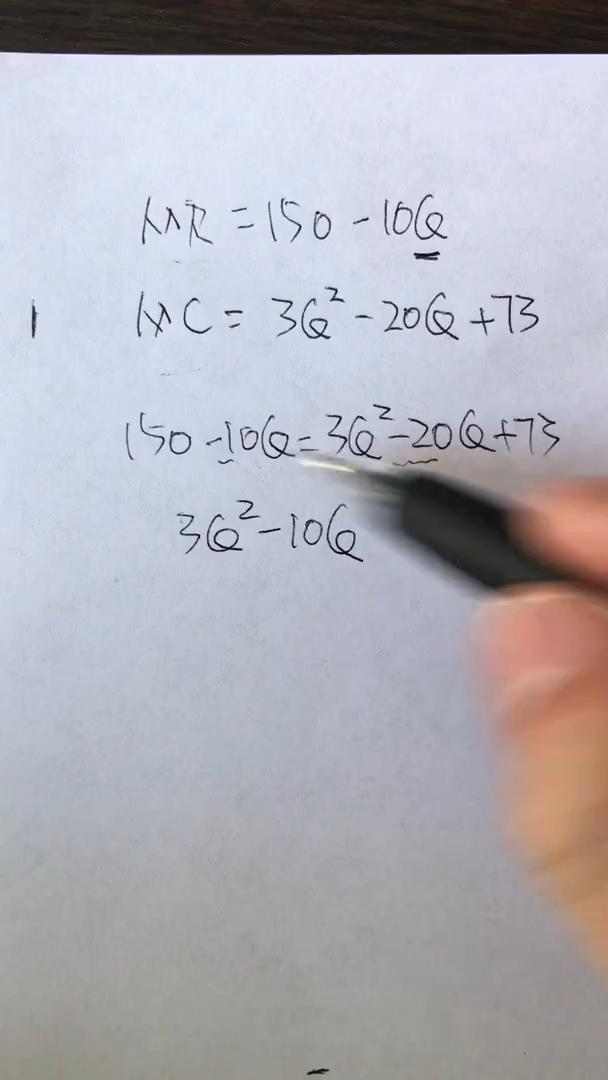 MR = 150 - 10Q
MC = 3Q² - 20Q + 73
150 - 10Q = 3Q² - 20Q + 73
3Q² - 10Q